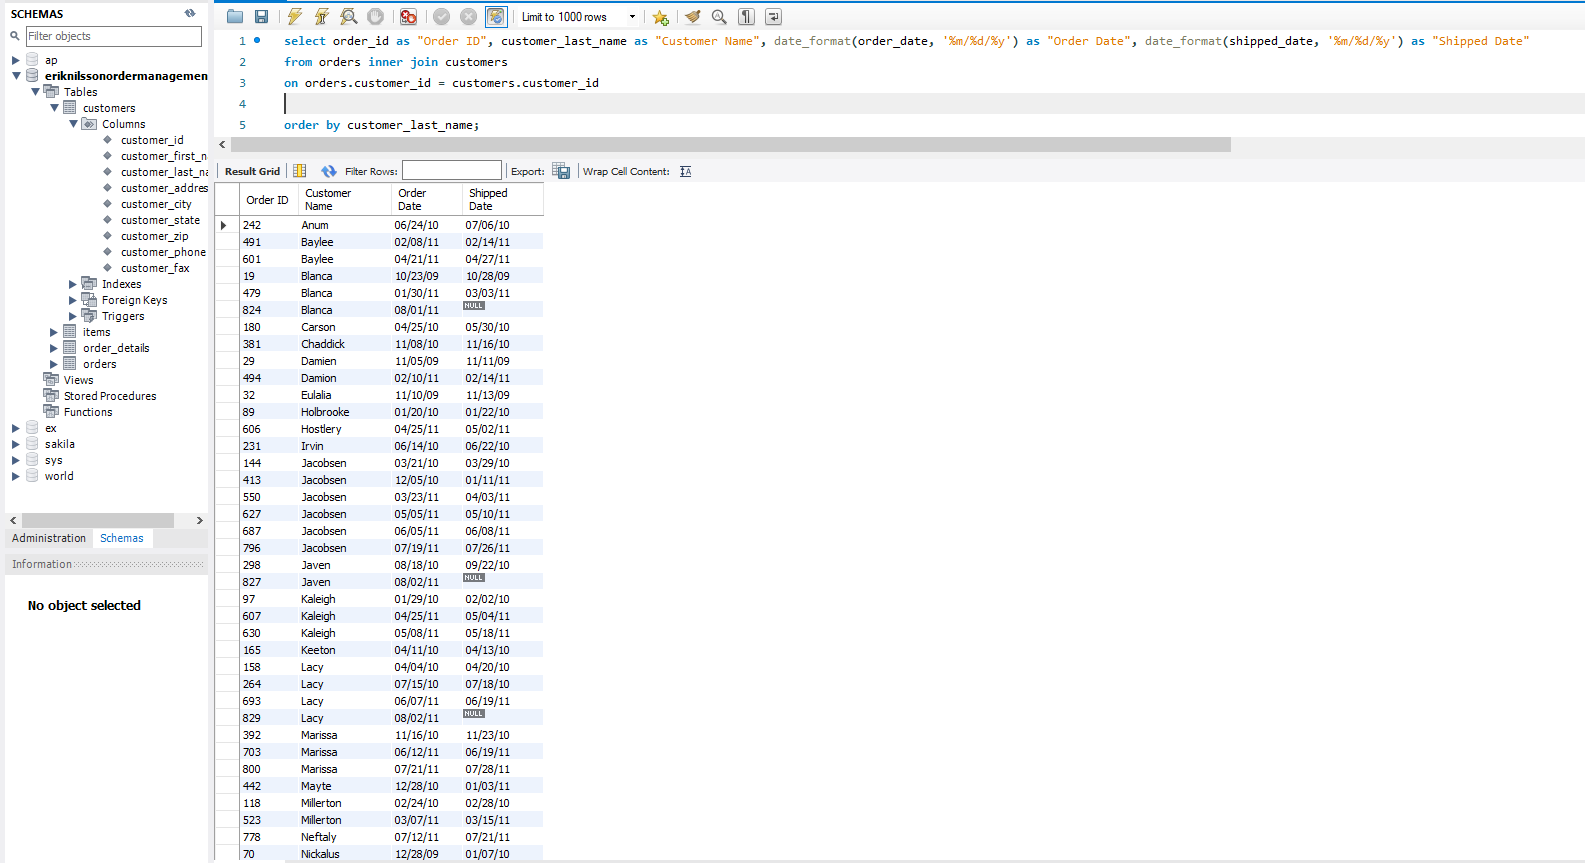 SCHEMAS
Filter objects
ap
eriknilssonordermanagemen
Tables
customers
Columns
customer_id
customer_first_n
customer_last_na
customer_addres
customer_city
customer_state
customer_zip
customer_phone
customer_fax
Indexes
Foreign Keys
Triggers
items
order_details
orders
Views
Stored Procedures
Functions
ex
sakila
sys
world
Administration Schemas
Information
No object selected
Limit to 1000 rows
1 select order_id as "Order ID", customer_last_name as "Customer Name", date_format(order_date, '%m/%d/%y') as "Order Date", date_format(shipped_date, '%m/%d/%y') as "Shipped Date"
2 from orders inner join customers
3 on orders.customer_id = customers.customer_id
4
5 order by customer_last_name;
Result Grid Filter Rows: Export: Wrap Cell Content:
Order ID Customer Name Order Date Shipped Date
242 Anum 06/24/10 07/06/10
491 Baylee 02/08/11 02/14/11
601 Baylee 04/21/11 04/27/11
19 Blanca 10/23/09 10/28/09
479 Blanca 01/30/11 03/03/11
824 Blanca 08/01/11 NULL
180 Carson 04/25/10 05/30/10
381 Chaddick 11/08/10 11/16/10
29 Damien 11/05/09 11/11/09
494 Damion 02/10/11 02/14/11
32 Eulalia 11/10/09 11/13/09
89 Holbrooke 01/20/10 01/22/10
606 Hostlery 04/25/11 05/02/11
231 Irvin 06/14/10 06/22/10
144 Jacobsen 03/21/10 03/29/10
413 Jacobsen 12/05/10 01/11/11
550 Jacobsen 03/23/11 04/03/11
627 Jacobsen 05/05/11 05/10/11
687 Jacobsen 06/05/11 06/08/11
796 Jacobsen 07/19/11 07/26/11
298 Javen 08/18/10 09/22/10
827 Javen 08/02/11 NULL
97 Kaleigh 01/29/10 02/02/10
607 Kaleigh 04/25/11 05/04/11
630 Kaleigh 05/08/11 05/18/11
165 Keeton 04/11/10 04/13/10
158 Lacy 04/04/10 04/20/10
264 Lacy 07/15/10 07/18/10
693 Lacy 06/07/11 06/19/11
829 Lacy 08/02/11 NULL
392 Marissa 11/16/10 11/23/10
703 Marissa 06/12/11 06/19/11
800 Marissa 07/21/11 07/28/11
442 Mayte 12/28/10 01/03/11
118 Millerton 02/24/10 02/28/10
523 Millerton 03/07/11 03/15/11
778 Neftaly 07/12/11 07/21/11
70 Nickalus 12/28/09 01/07/10